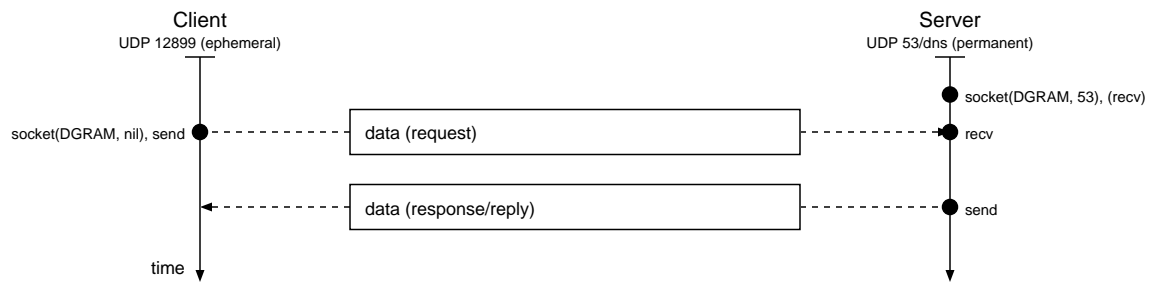 Client
UDP 12899 (ephemeral)
Server
UDP 53/dns (permanent)
socket(DGRAM, 53), (recv)
socket(DGRAM, nil), send
data (request)
recv
data (response/reply)
send
time